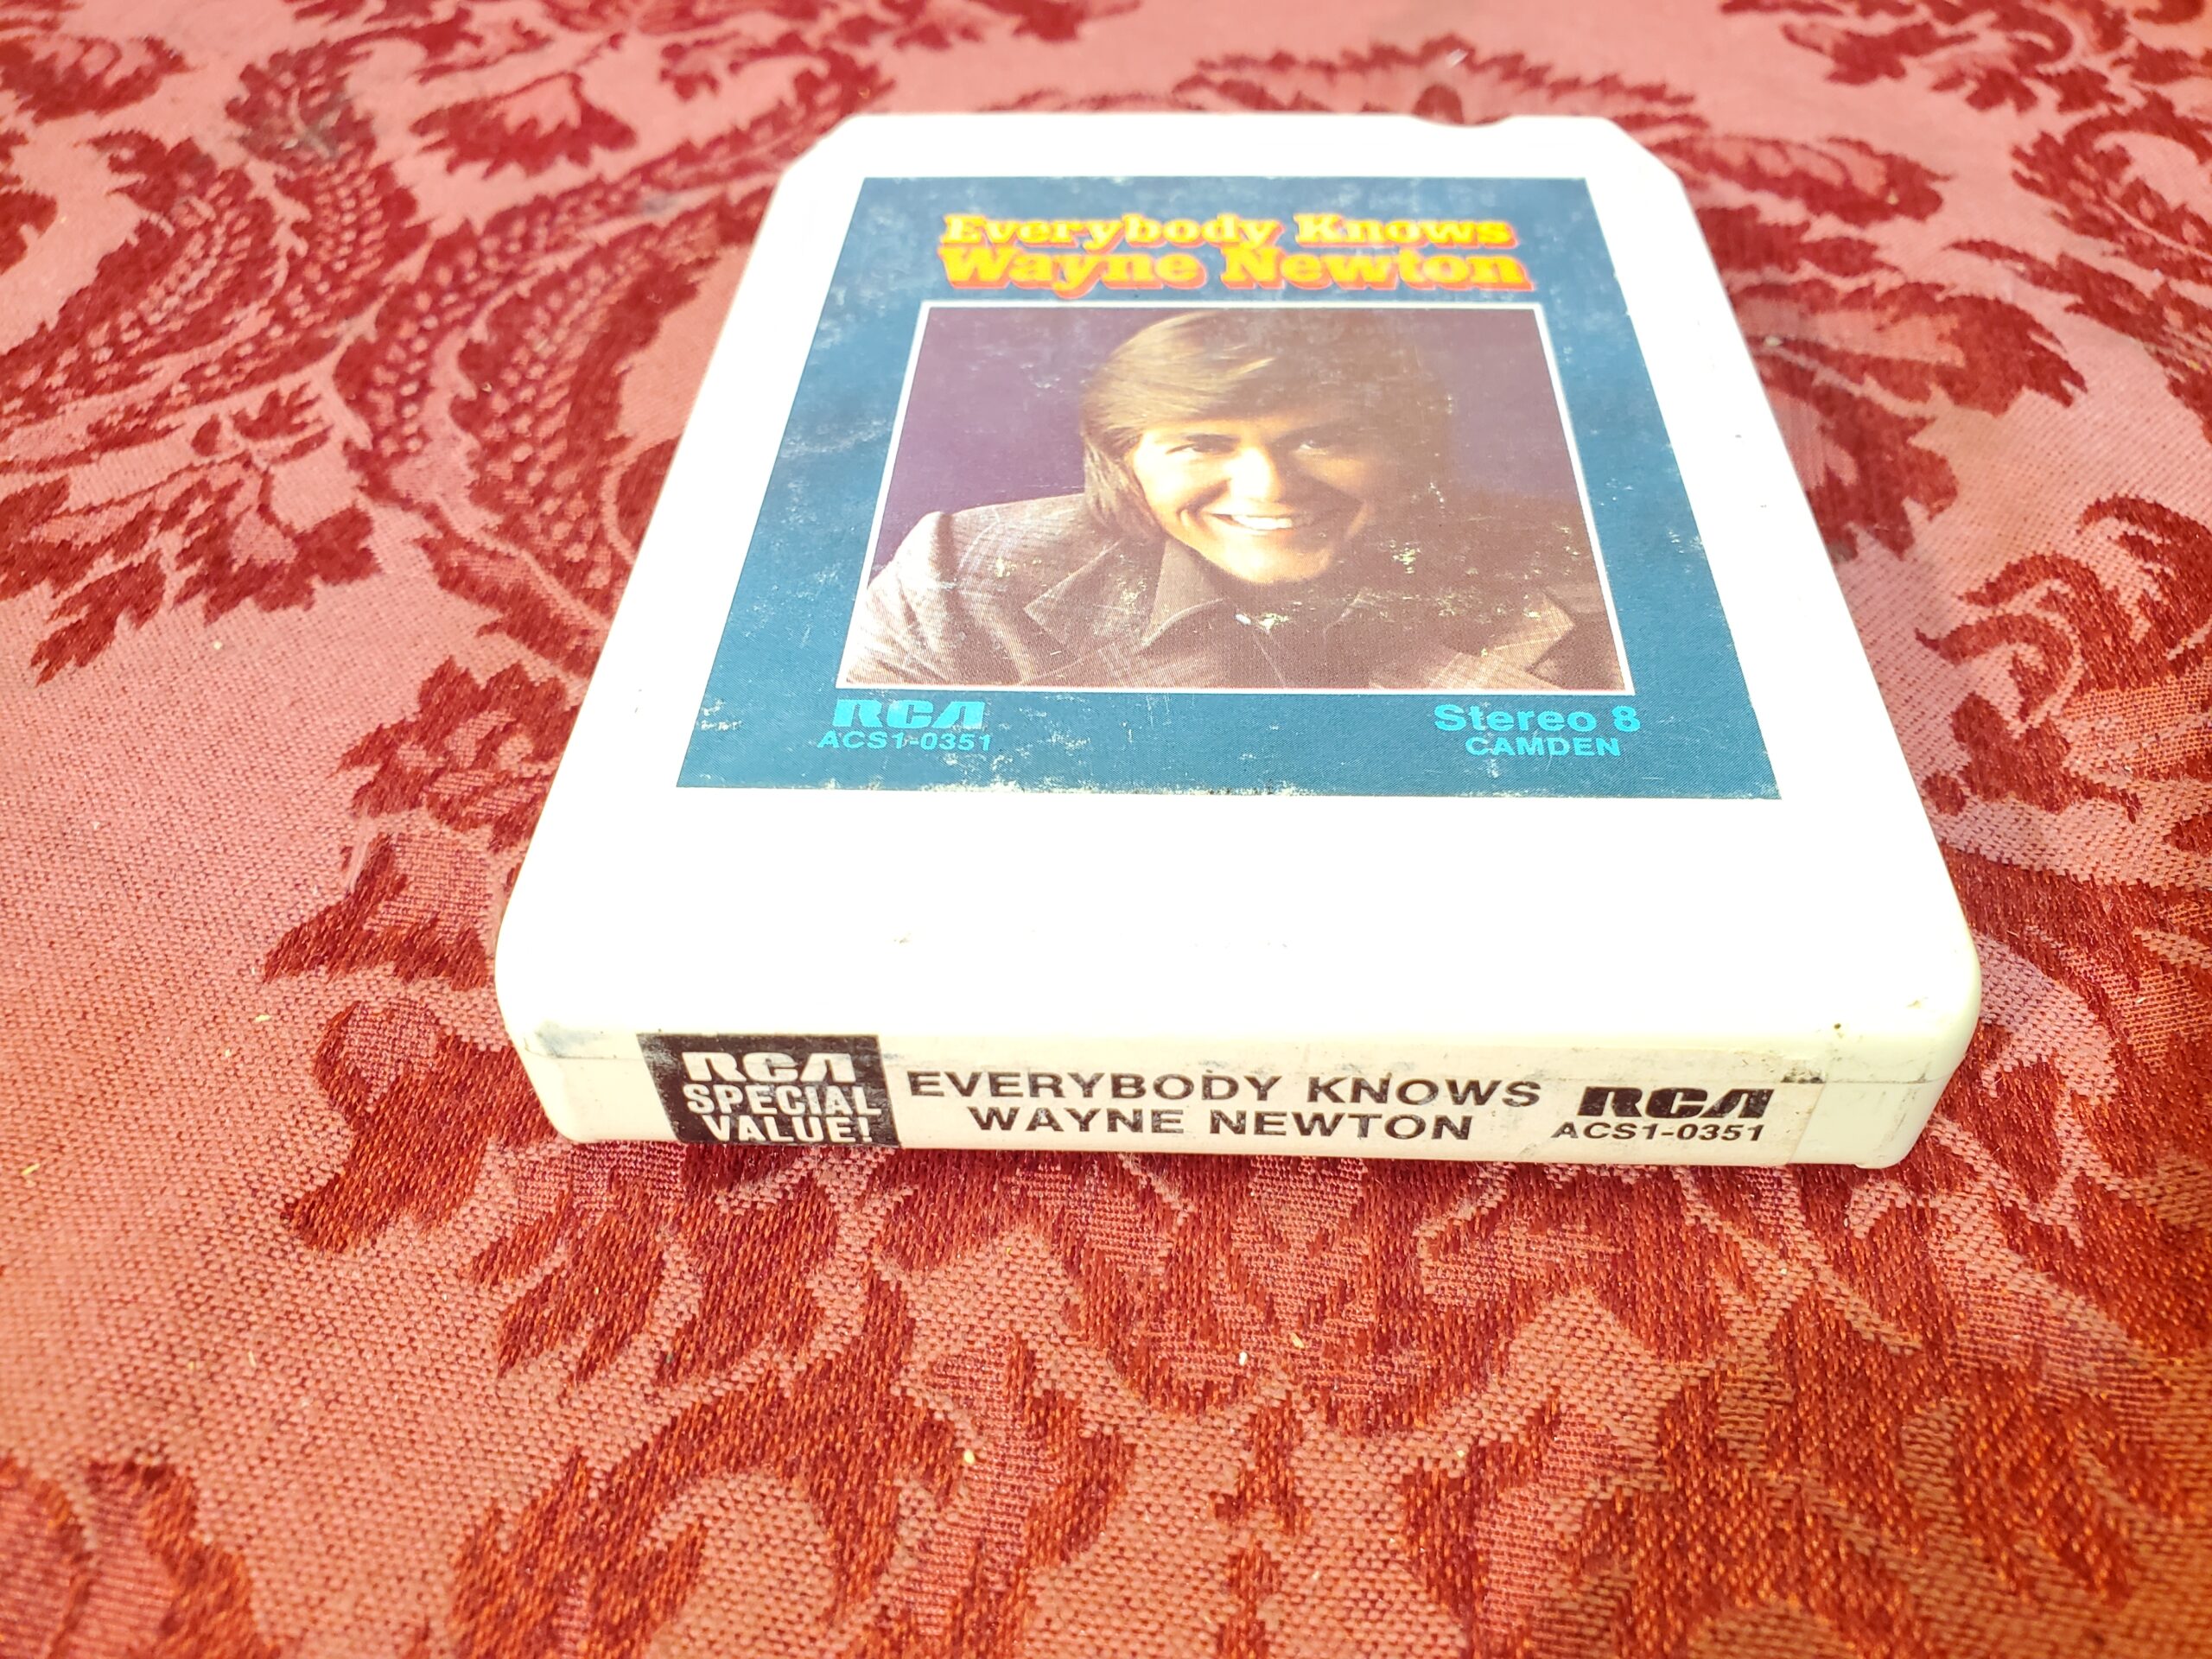 Everybody Knows
Wayne Newton
RCA
ACS1-0351
Stereo 8
CAMDEN
RCA
SPECIAL
VALUE!
EVERYBODY KNOWS
WAYNE NEWTON
RCA
ACS1-0351